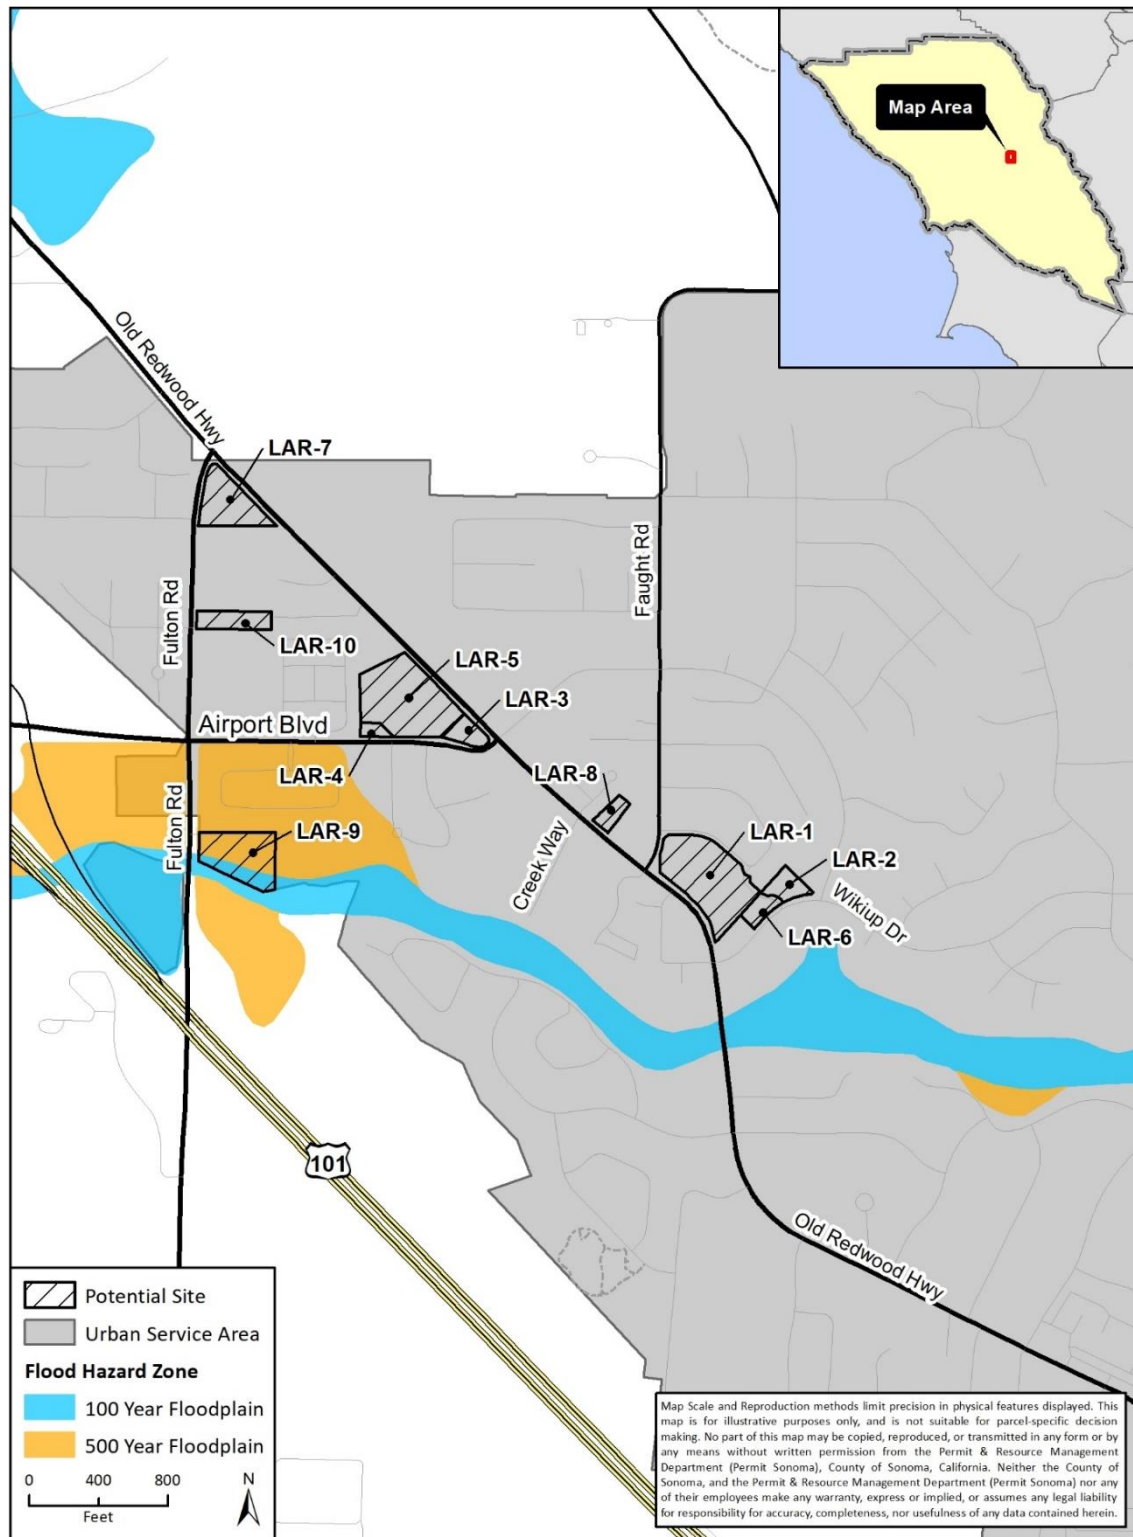 Map Area
Old Redwood Hwy
LAR-7
Faught Rd
Fulton Rd
LAR-10
LAR-5
LAR-3
Airport Blvd
LAR-4
LAR-8
LAR-9
Fulton Rd
LAR-1
LAR-2
Creek Way
Wikiup Dr
LAR-6
101
Old Redwood Hwy
Potential Site
Urban Service Area
Flood Hazard Zone
100 Year Floodplain
500 Year Floodplain
0 400 800
Feet
N
Map Scale and Reproduction methods limit precision in physical features displayed. This
map is for illustrative purposes only, and is not suitable for parcel-specific decision
making. No part of this map may be copied, reproduced, or transmitted in any form or by
any means without written permission from the Permit & Resource Management
Department (Permit Sonoma), County of Sonoma, California. Neither the County of
Sonoma, and the Permit & Resource Management Department (Permit Sonoma) nor any
of their employees make any warranty, express or implied, or assumes any legal liability
for responsibility for accuracy, completeness, nor usefulness of any data contained herein.